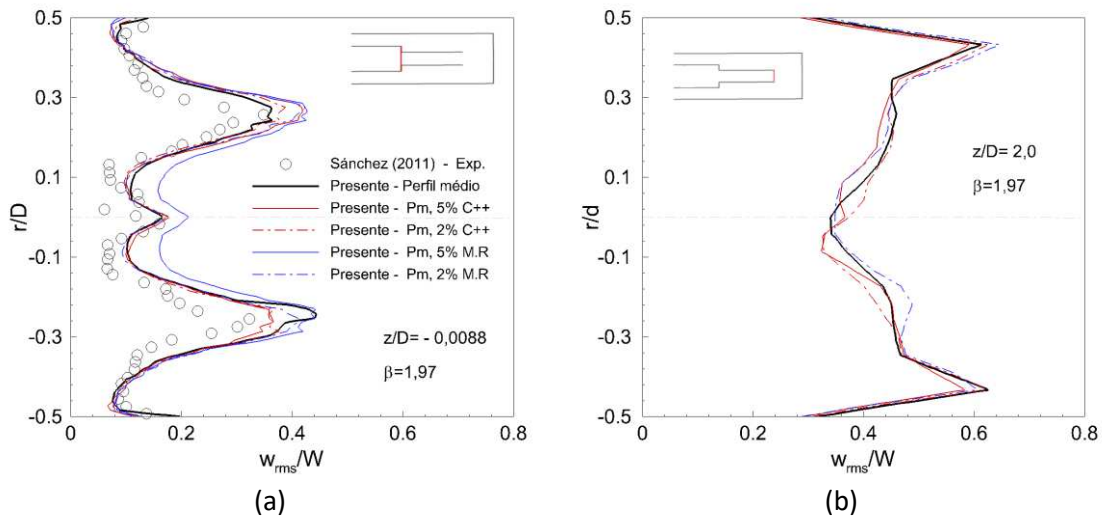 0.5
0.3
0.1
-0.1
-0.3
-0.5
r/D
Sánchez (2011) - Exp.
Presente - Perfil médio
Presente - Pm, 5% C++
Presente - Pm, 2% C++
Presente - Pm, 5% M.R
Presente - Pm, 2% M.R
z/D= - 0,0088
β=1,97
0 0.2 0.4 0.6 0.8
w_rms/W
(a)
0.5
0.3
0.1
-0.1
-0.3
-0.5
r/d
z/D= 2,0
β=1,97
0 0.2 0.4 0.6 0.8
w_rms/W
(b)